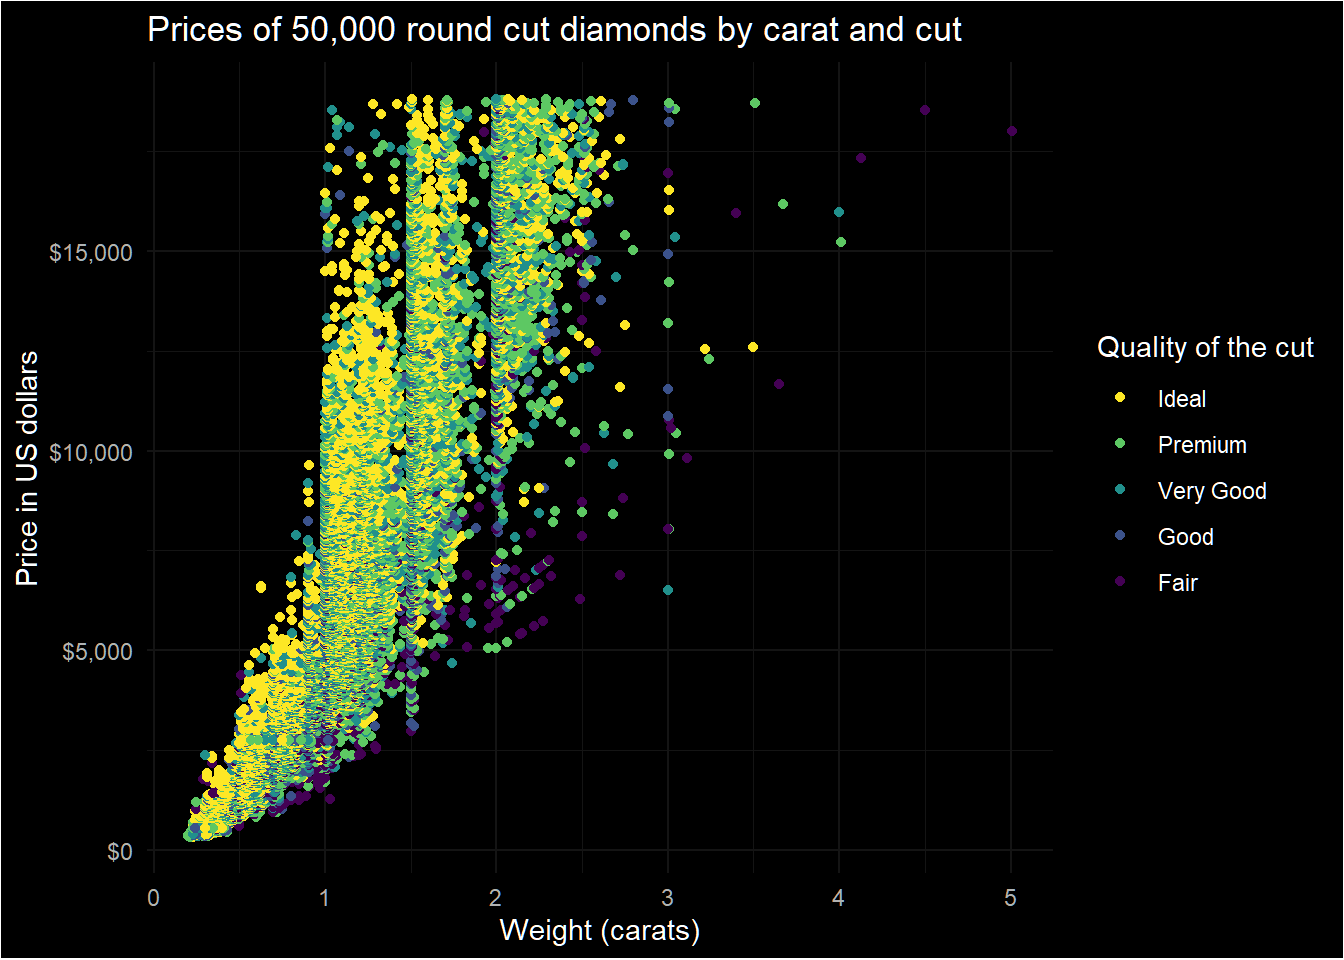 Prices of 50,000 round cut diamonds by carat and cut
Price in US dollars
$15,000
$10,000
$5,000
$0
0 1 2 3 4 5
Weight (carats)
Quality of the cut
Ideal
Premium
Very Good
Good
Fair